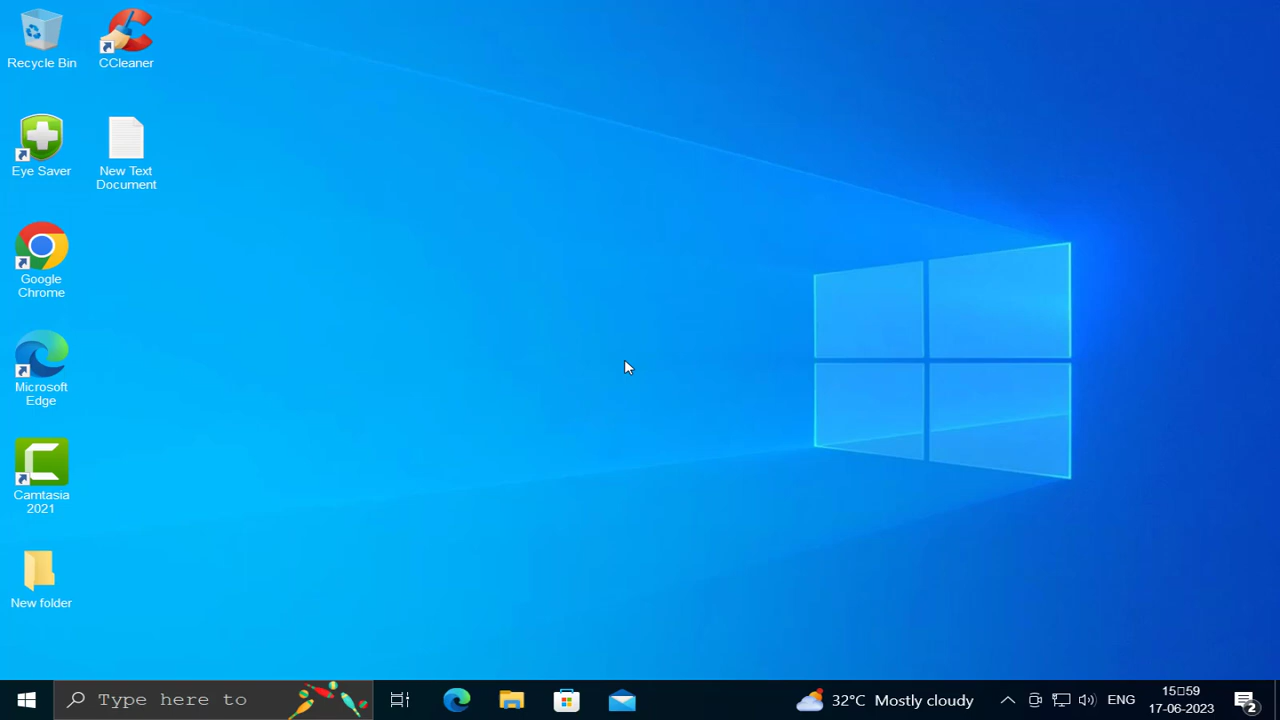 Recycle Bin
CCleaner
Eye Saver
New Text
Document
Google
Chrome
Microsoft
Edge
Camtasia
2021
New folder
Type here to
32°C Mostly cloudy
ENG
15▯59
17-06-2023
2